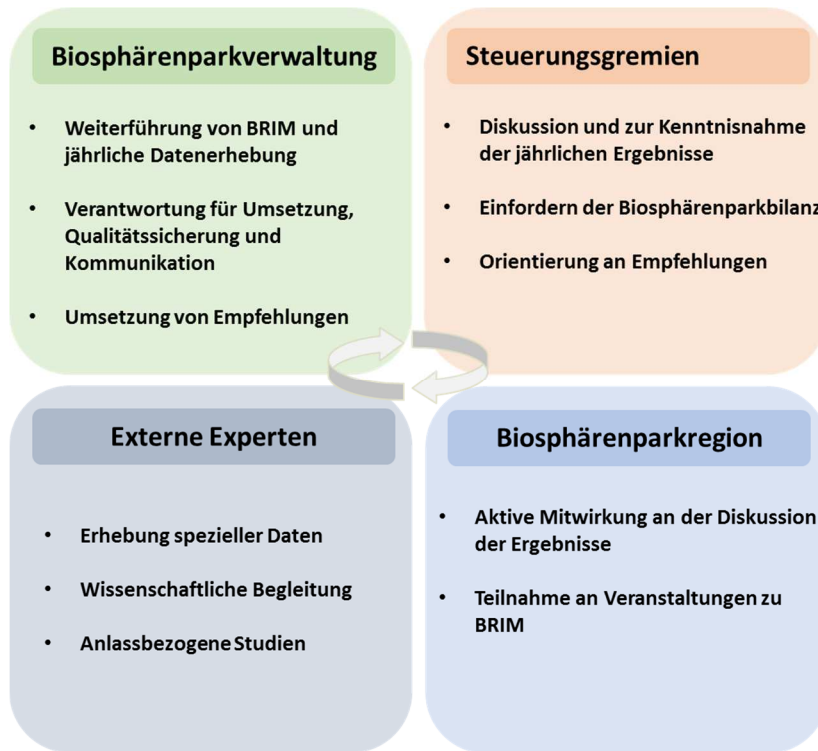 Biosphärenparkverwaltung
• Weiterführung von BRIM und
jährliche Datenerhebung
• Verantwortung für Umsetzung,
Qualitätssicherung und
Kommunikation
• Umsetzung von Empfehlungen
Steuerungsgremien
• Diskussion und zur Kenntnisnahme
der jährlichen Ergebnisse
• Einfordern der Biosphärenparkbilanz
• Orientierung an Empfehlungen
Externe Experten
• Erhebung spezieller Daten
• Wissenschaftliche Begleitung
• Anlassbezogene Studien
Biosphärenparkregion
• Aktive Mitwirkung an der Diskussion
der Ergebnisse
• Teilnahme an Veranstaltungen zu
BRIM